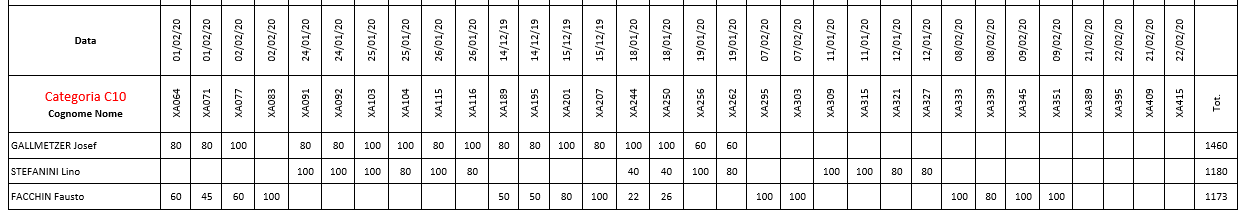 Data 01/02/20 01/02/20 02/02/20 02/02/20 24/01/20 24/01/20 25/01/20 25/01/20 26/01/20 26/01/20 14/12/19 14/12/19 15/12/19 15/12/19 18/01/20 18/01/20 19/01/20 19/01/20 07/02/20 07/02/20 11/01/20 11/01/20 12/01/20 12/01/20 08/02/20 08/02/20 09/02/20 09/02/20 21/02/20 22/02/20 21/02/20 22/02/20
Categoria C10
Cognome Nome XA064 XA071 XA077 XA083 XA091 XA092 XA103 XA104 XA115 XA116 XA189 XA195 XA201 XA207 XA244 XA250 XA256 XA262 XA295 XA303 XA309 XA315 XA321 XA327 XA333 XA339 XA345 XA351 XA389 XA395 XA409 XA415 Tot.
GALLMETZER Josef 80 80 100 80 80 100 100 80 100 80 80 100 80 100 100 60 60 1460
STEFANINI Lino 100 100 100 80 100 80 40 40 100 80 100 100 80 80 1180
FACCHIN Fausto 60 45 60 100 50 50 80 100 22 26 100 100 100 80 100 100 1173